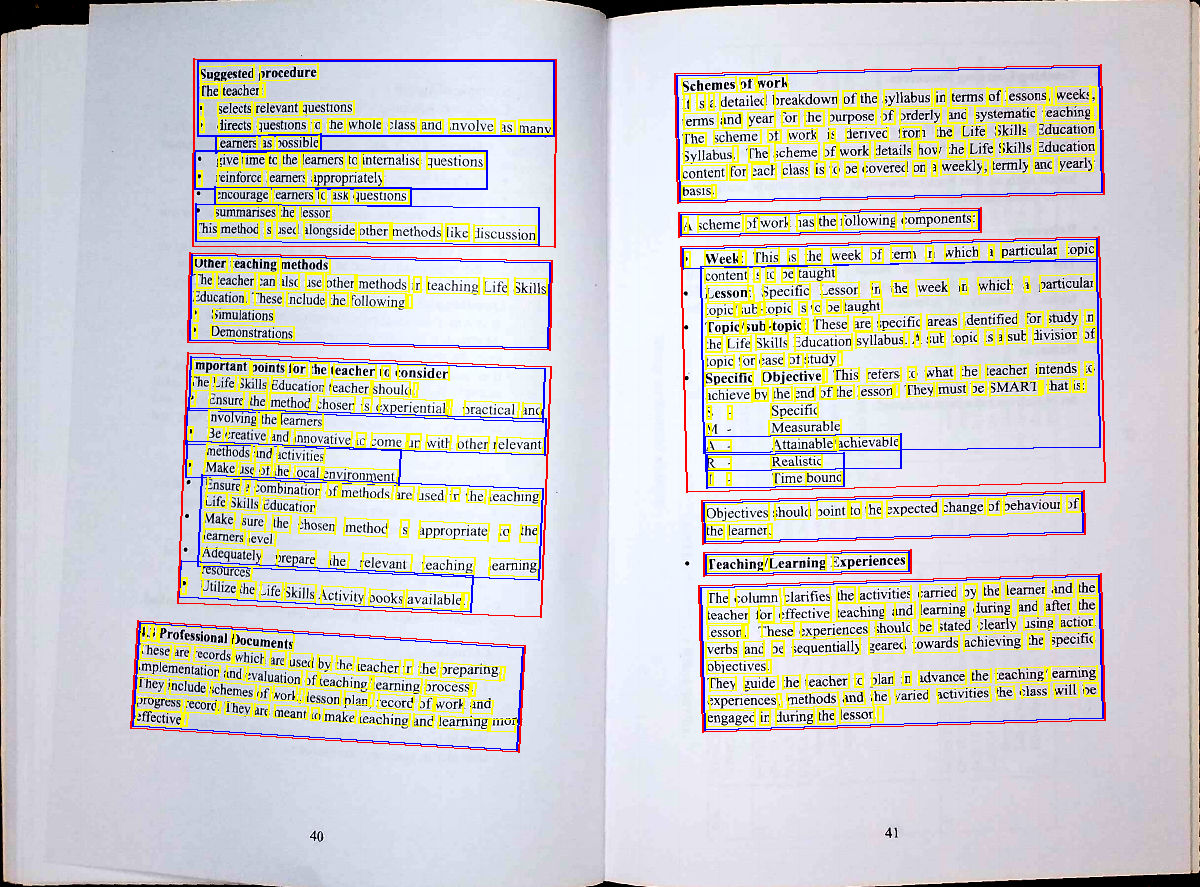 Suggested procedure
The teacher:
• selects relevant questions
• directs questions to the whole class and involve as many
learners as possible
• give time to the learners to internalise questions
• reinforce learners appropriately
• encourage learners to ask questions
• summarises the lesson
This method is used alongside other methods like discussion
Other teaching methods
The teacher can also use other methods in teaching Life Skills
Education. These include the following:
• Simulations
• Demonstrations
Important points for the teacher to consider
The Life Skills Education teacher should:
• Ensure the method chosen is experiential, practical and
involving the learners
• Be creative and innovative to come up with other relevant
methods and activities
• Make use of the local environment
• Ensure a combination of methods are used in the teaching
Life Skills Education
• Make sure the chosen method is appropriate to the
learners level
• Adequately prepare the relevant teaching learning
resources
• Utilize the Life Skills Activity books available.
Professional Documents
These are records which are used by the teacher in the preparing,
implementation and evaluation of teaching learning process.
They include schemes of work, lesson plan, record of work and
progress record. They are meant to make teaching and learning more
effective
40
Schemes of work
It is a detailed breakdown of the syllabus in terms of lessons, weeks,
terms and year for the purpose of orderly and systematic teaching.
The scheme of work is derived from the Life Skills Education
Syllabus. The scheme of work details how the Life Skills Education
content for each class is to be covered on a weekly, termly and yearly
basis.
A scheme of work has the following components:
• Week: This is the week of term in which a particular topic
content is to be taught
• Lesson: Specific Lesson in the week in which a particular
topic/sub-topic is to be taught
• Topic/sub-topic: These are specific areas identified for study in
the Life Skills Education syllabus. A sub topic is a sub division of
topic for ease of study
• Specific Objective: This refers to what the teacher intends to
achieve by the end of the lesson. They must be SMART that is:
S - Specific
M - Measurable
A - Attainable/achievable
R - Realistic
T - Time bound
Objectives should point to the expected change of behaviour of
the learner.
• Teaching/Learning Experiences
The column clarifies the activities carried by the learner and the
teacher for effective teaching and learning during and after the
lesson. These experiences should be stated clearly using action
verbs and be sequentially geared towards achieving the specific
objectives.
They guide the teacher to plan in advance the teaching/learning
experiences, methods and the varied activities the class will be
engaged in during the lesson.
41